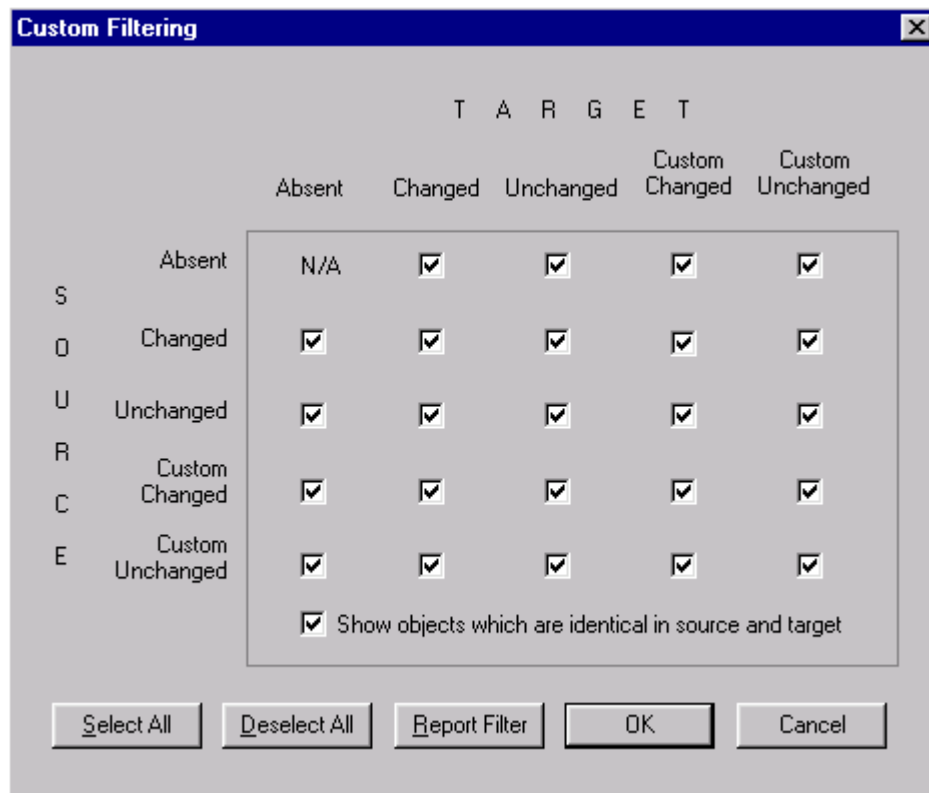 Custom Filtering
T A R G E T
Absent Changed Unchanged Custom Changed Custom Unchanged
S O U R C E
Absent N/A
Changed
Unchanged
Custom
Changed
Custom
Unchanged
Show objects which are identical in source and target
Select All Deselect All Report Filter OK Cancel